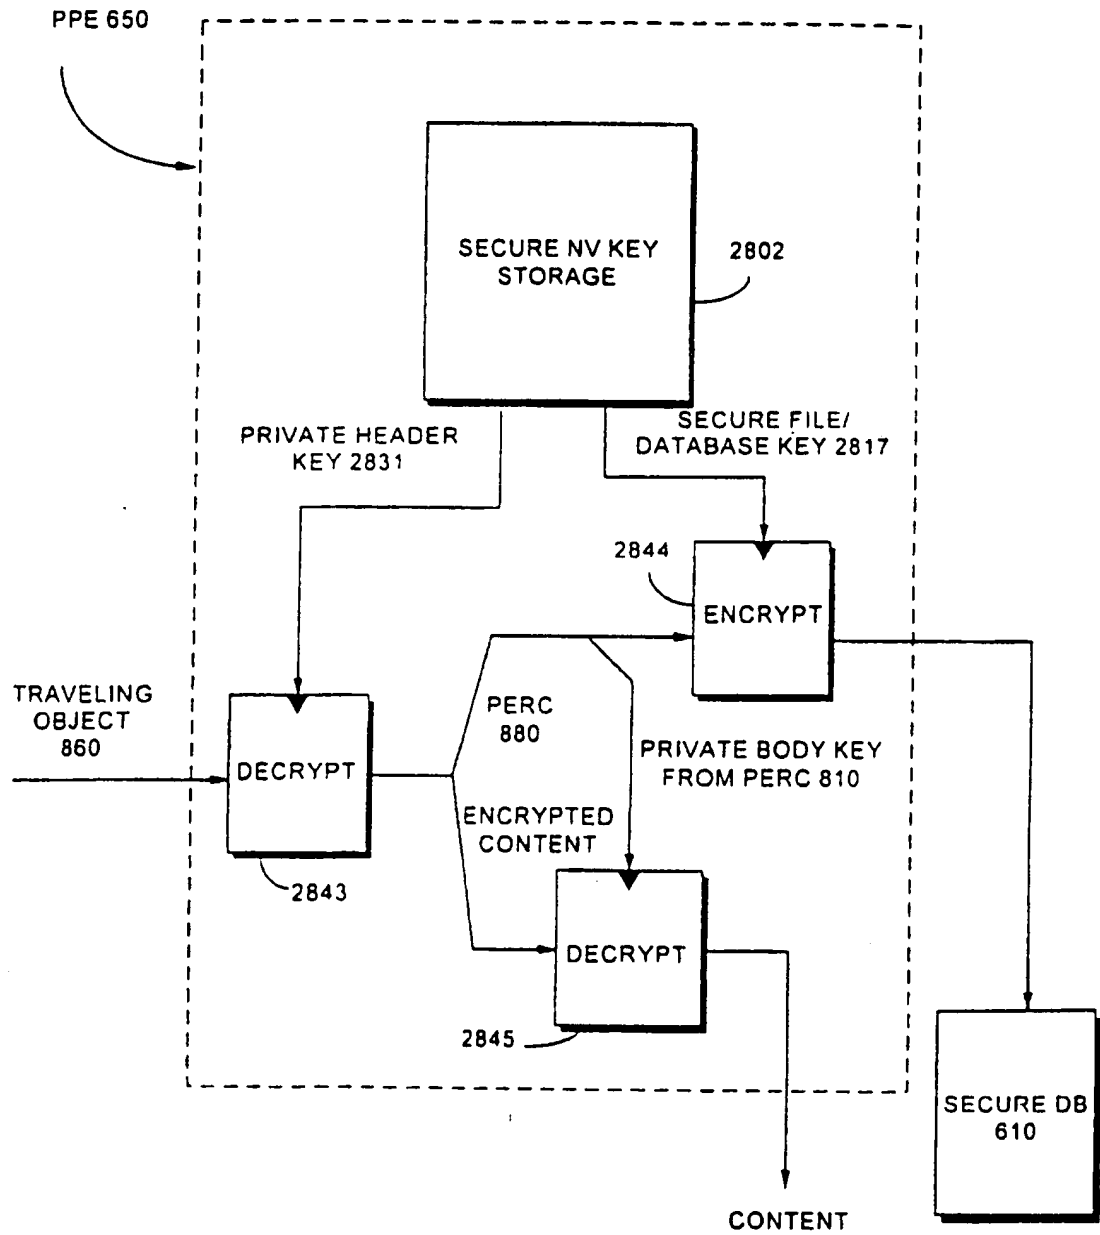 PPE 650
SECURE NV KEY
STORAGE
2802
PRIVATE HEADER
KEY 2831
SECURE FILE/
DATABASE KEY 2817
2844
ENCRYPT
TRAVELING
OBJECT
860
DECRYPT
PERC
880
PRIVATE BODY KEY
FROM PERC 810
ENCRYPTED
CONTENT
2843
DECRYPT
2845
SECURE DB
610
CONTENT